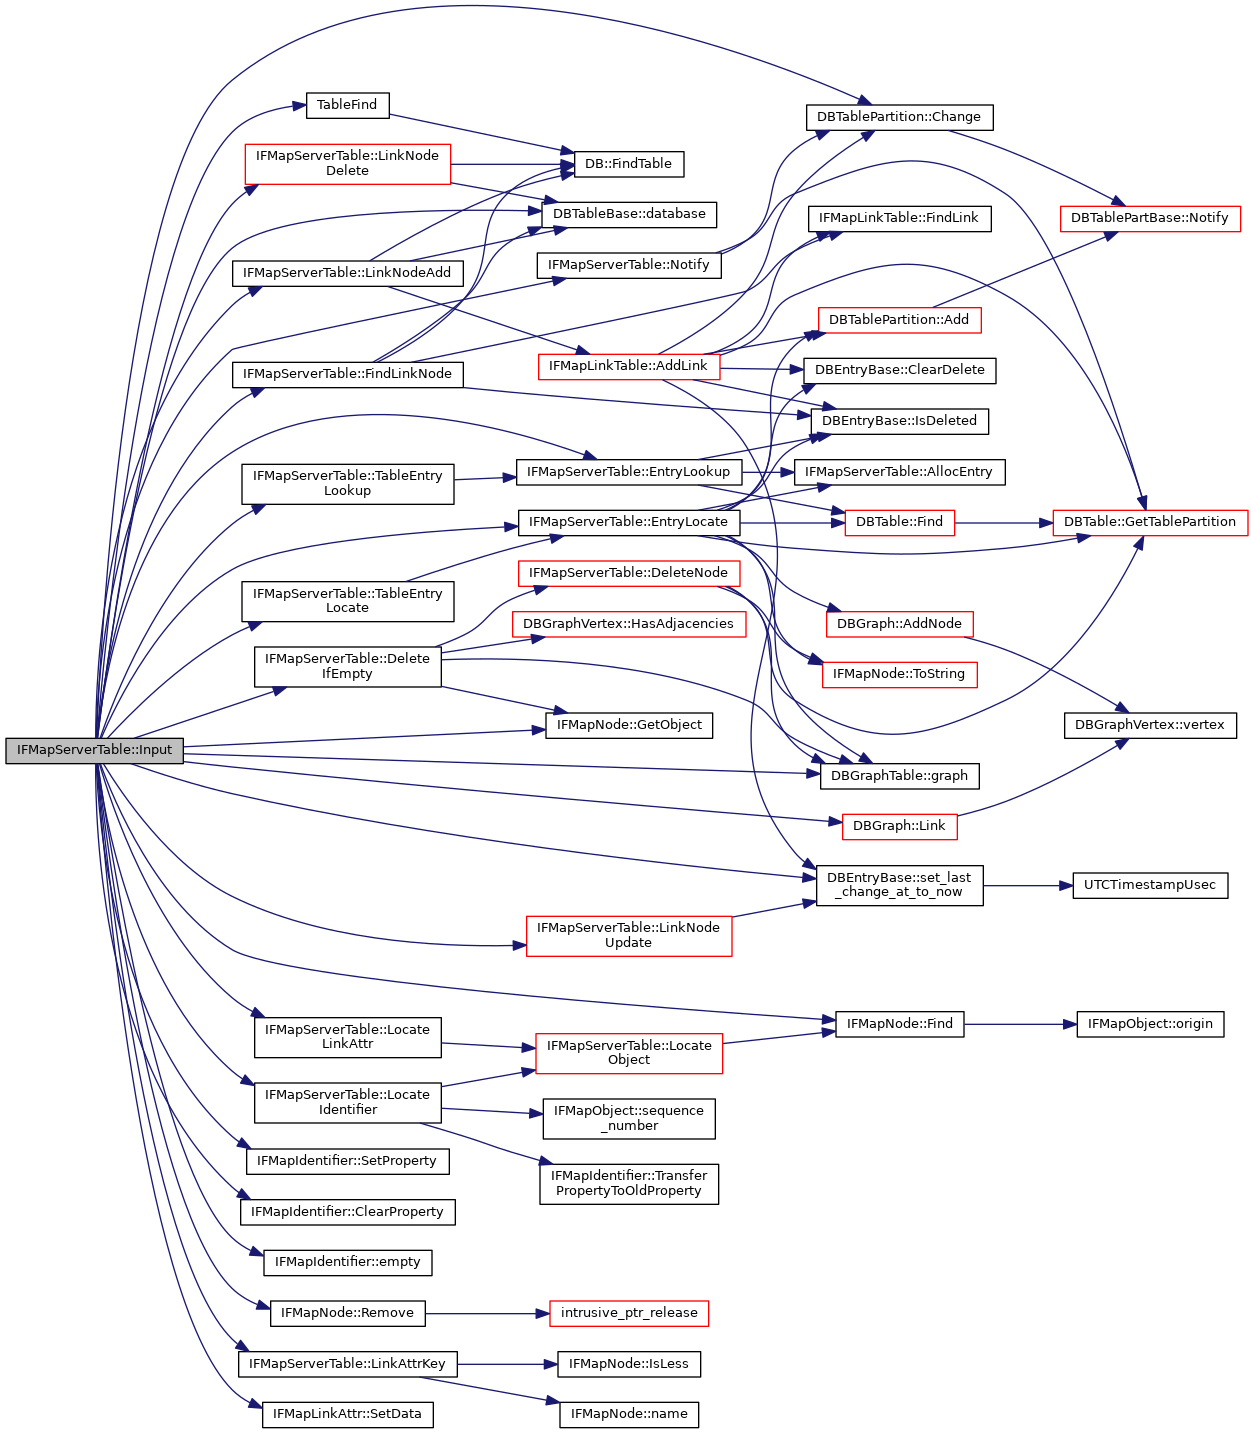 IFMapServerTable::Input
TableFind
IFMapServerTable::LinkNode
Delete
IFMapServerTable::LinkNodeAdd
IFMapServerTable::FindLinkNode
IFMapServerTable::TableEntry
Lookup
IFMapServerTable::TableEntry
Locate
IFMapServerTable::Delete
IfEmpty
IFMapServerTable::Locate
LinkAttr
IFMapServerTable::Locate
Identifier
IFMapIdentifier::SetProperty
IFMapIdentifier::ClearProperty
IFMapIdentifier::empty
IFMapNode::Remove
IFMapServerTable::LinkAttrKey
IFMapLinkAttr::SetData
DB::FindTable
DBTableBase::database
IFMapServerTable::Notify
IFMapLinkTable::AddLink
IFMapServerTable::EntryLookup
IFMapServerTable::EntryLocate
IFMapServerTable::DeleteNode
DBGraphVertex::HasAdjacencies
IFMapNode::GetObject
IFMapServerTable::LinkNode
Update
IFMapServerTable::Locate
Object
IFMapObject::sequence
_number
IFMapIdentifier::Transfer
PropertyToOldProperty
intrusive_ptr_release
IFMapNode::IsLess
IFMapNode::name
DBTablePartition::Change
IFMapLinkTable::FindLink
DBTablePartition::Add
DBEntryBase::ClearDelete
DBEntryBase::IsDeleted
IFMapServerTable::AllocEntry
DBTable::Find
DBGraph::AddNode
IFMapNode::ToString
DBGraphTable::graph
DBGraph::Link
DBEntryBase::set_last
_change_at_to_now
IFMapNode::Find
DBTablePartBase::Notify
DBTable::GetTablePartition
DBGraphVertex::vertex
UTCTimestampUsec
IFMapObject::origin